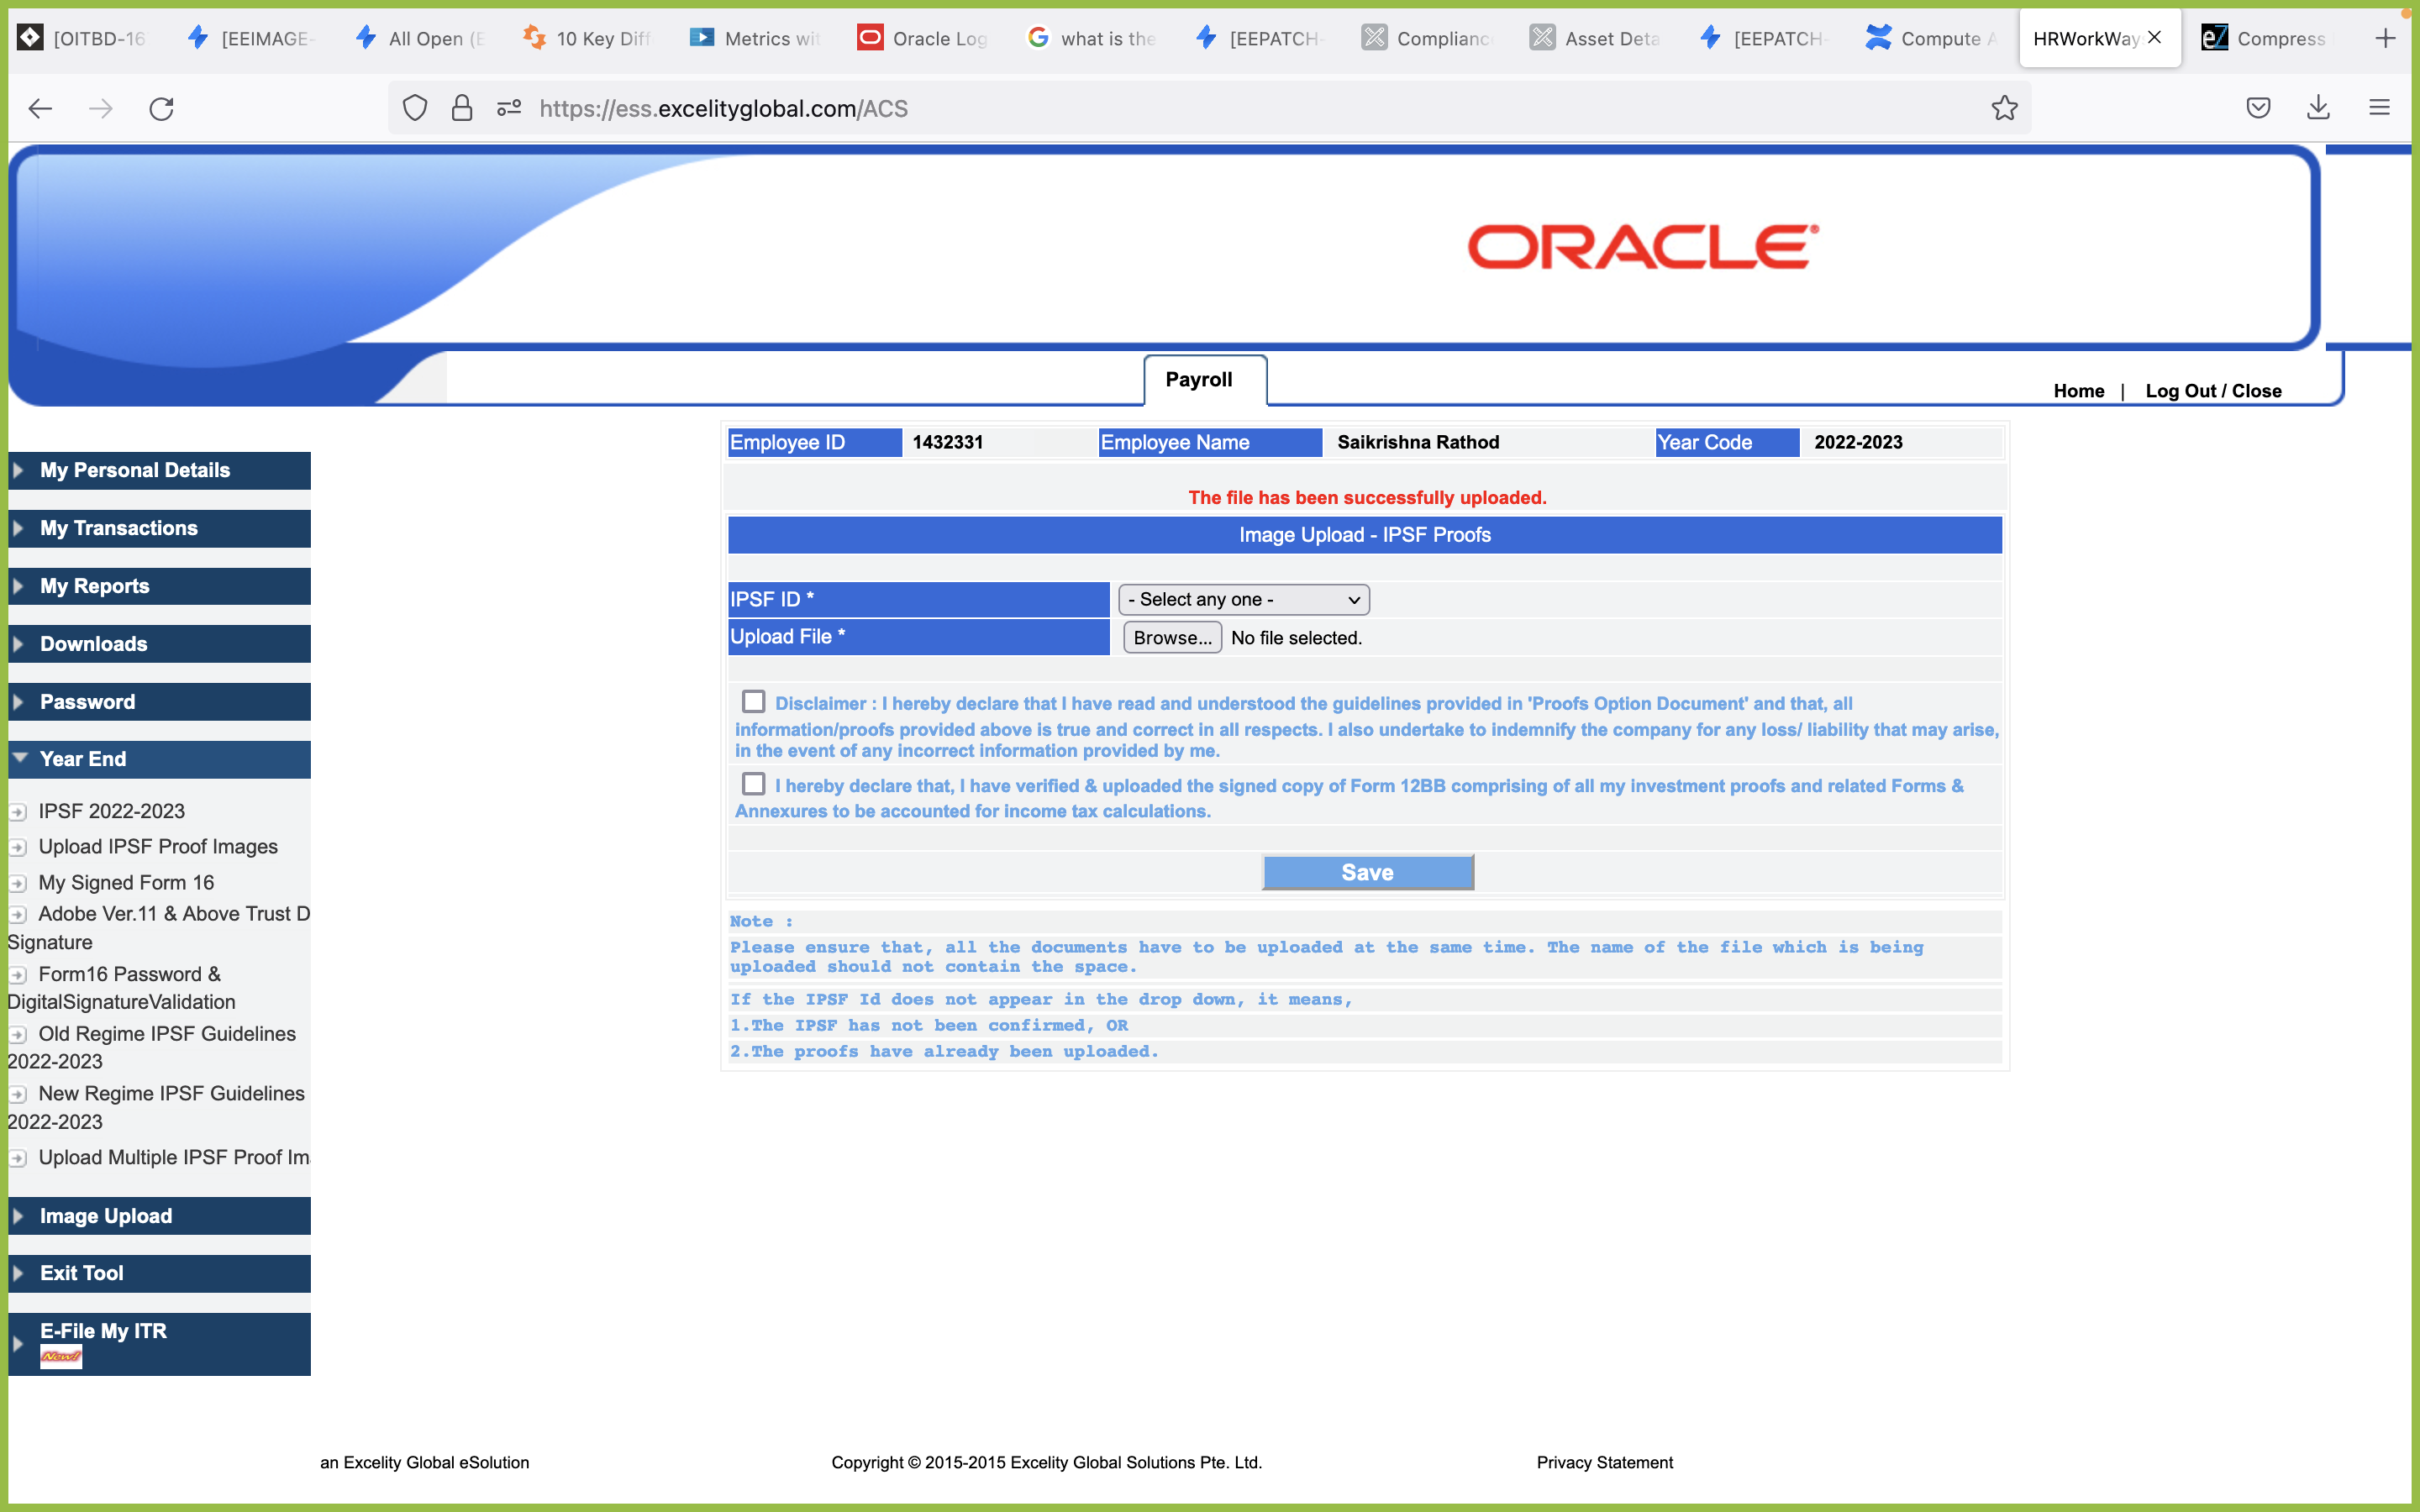 [OITBD-16
[EEIMAGE-
All Open (E
10 Key Diff
Metrics wit
Oracle Log
what is the
[EEPATCH-
Complianc
Asset Deta
[EEPATCH-
Compute A
HRWorkWay
Compress
https://ess.excelityglobal.com/ACS
ORACLE®
Payroll
Home | Log Out / Close
Employee ID 1432331 Employee Name Saikrishna Rathod Year Code 2022-2023
The file has been successfully uploaded.
Image Upload - IPSF Proofs
IPSF ID * - Select any one -
Upload File * Browse... No file selected.
Disclaimer : I hereby declare that I have read and understood the guidelines provided in 'Proofs Option Document' and that, all
information/proofs provided above is true and correct in all respects. I also undertake to indemnify the company for any loss/ liability that may arise,
in the event of any incorrect information provided by me.
I hereby declare that, I have verified & uploaded the signed copy of Form 12BB comprising of all my investment proofs and related Forms &
Annexures to be accounted for income tax calculations.
Save
Note :
Please ensure that, all the documents have to be uploaded at the same time. The name of the file which is being
uploaded should not contain the space.
If the IPSF Id does not appear in the drop down, it means,
1.The IPSF has not been confirmed, OR
2.The proofs have already been uploaded.
My Personal Details
My Transactions
My Reports
Downloads
Password
Year End
IPSF 2022-2023
Upload IPSF Proof Images
My Signed Form 16
Adobe Ver.11 & Above Trust D
Signature
Form16 Password &
DigitalSignatureValidation
Old Regime IPSF Guidelines
2022-2023
New Regime IPSF Guidelines
2022-2023
Upload Multiple IPSF Proof Im
Image Upload
Exit Tool
E-File My ITR
New!
an Excelity Global eSolution
Copyright © 2015-2015 Excelity Global Solutions Pte. Ltd.
Privacy Statement